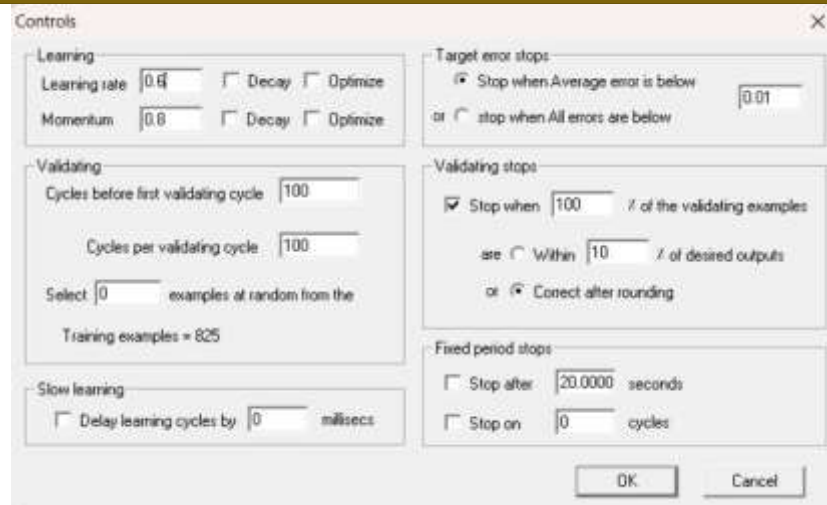 Controls
Learning
Learning rate 0.6 Decay Optimize
Momentum 0.8 Decay Optimize
Validating
Cycles before first validating cycle 100
Cycles per validating cycle 100
Select 0 examples at random from the
Training examples = 825
Slow learning
Delay learning cycles by 0 millisecs
Target error stops
Stop when Average error is below
0.01
or stop when All errors are below
Validating stops
Stop when 100 % of the validating examples
are Within 10 % of desired outputs
or Correct after rounding
Fixed period stops
Stop after 20.0000 seconds
Stop on 0 cycles
OK Cancel